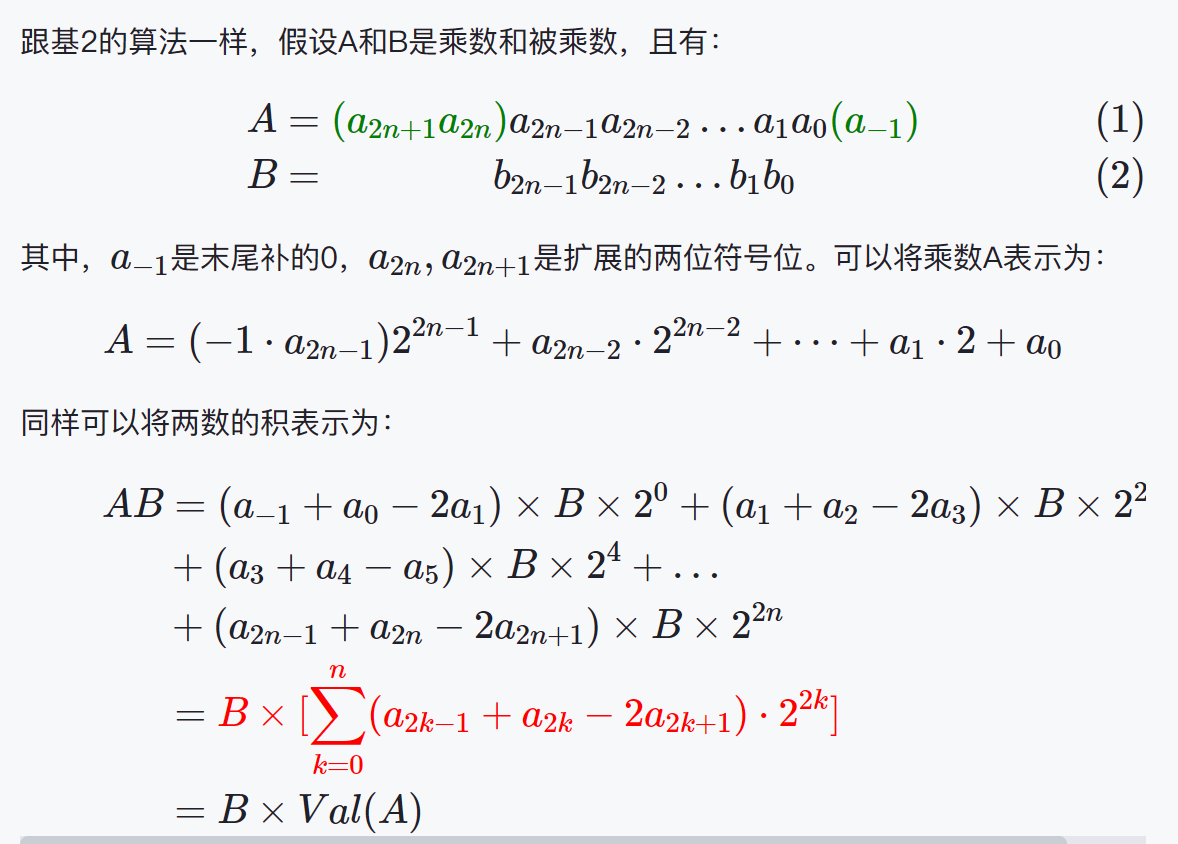 跟基2的算法一样，假设A和B是乘数和被乘数，且有：
A = (a_{2n+1}a_{2n})a_{2n−1}a_{2n−2} … a_1a_0(a_{−1}) (1)
B = b_{2n−1}b_{2n−2} … b_1b_0 (2)
其中，a_{−1}是末尾补的0，a_{2n}, a_{2n+1}是扩展的两位符号位。可以将乘数A表示为：
A = (−1 · a_{2n−1})2^{2n−1} + a_{2n−2} · 2^{2n−2} + ⋯ + a_1 · 2 + a_0
同样可以将两数的积表示为：
AB = (a_{−1} + a_0 − 2a_1) × B × 2^0 + (a_1 + a_2 − 2a_3) × B × 2^2
+ (a_3 + a_4 − a_5) × B × 2^4 + …
+ (a_{2n−1} + a_{2n} − 2a_{2n+1}) × B × 2^{2n}
= B × [∑_{k=0}^{n}(a_{2k−1} + a_{2k} − 2a_{2k+1}) · 2^{2k}]
= B × Val(A)